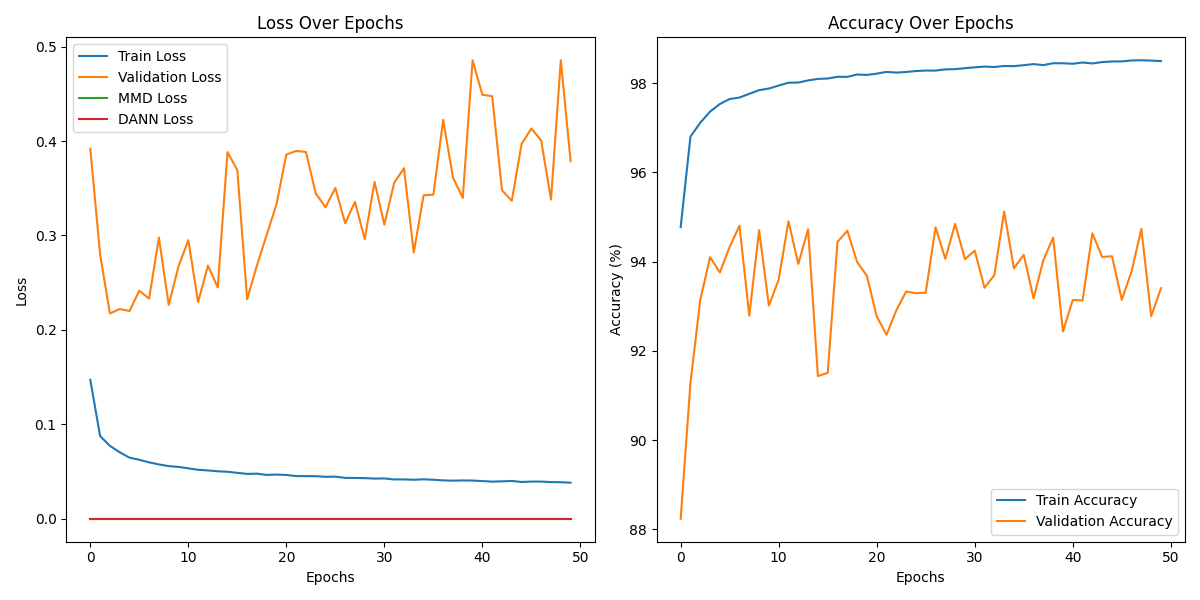 Loss Over Epochs
Train Loss
Validation Loss
MMD Loss
DANN Loss
0.5
0.4
0.3
0.2
0.1
0.0
Loss
0 10 20 30 40 50
Epochs
Accuracy Over Epochs
98
96
94
92
90
88
Accuracy (%)
Train Accuracy
Validation Accuracy
0 10 20 30 40 50
Epochs